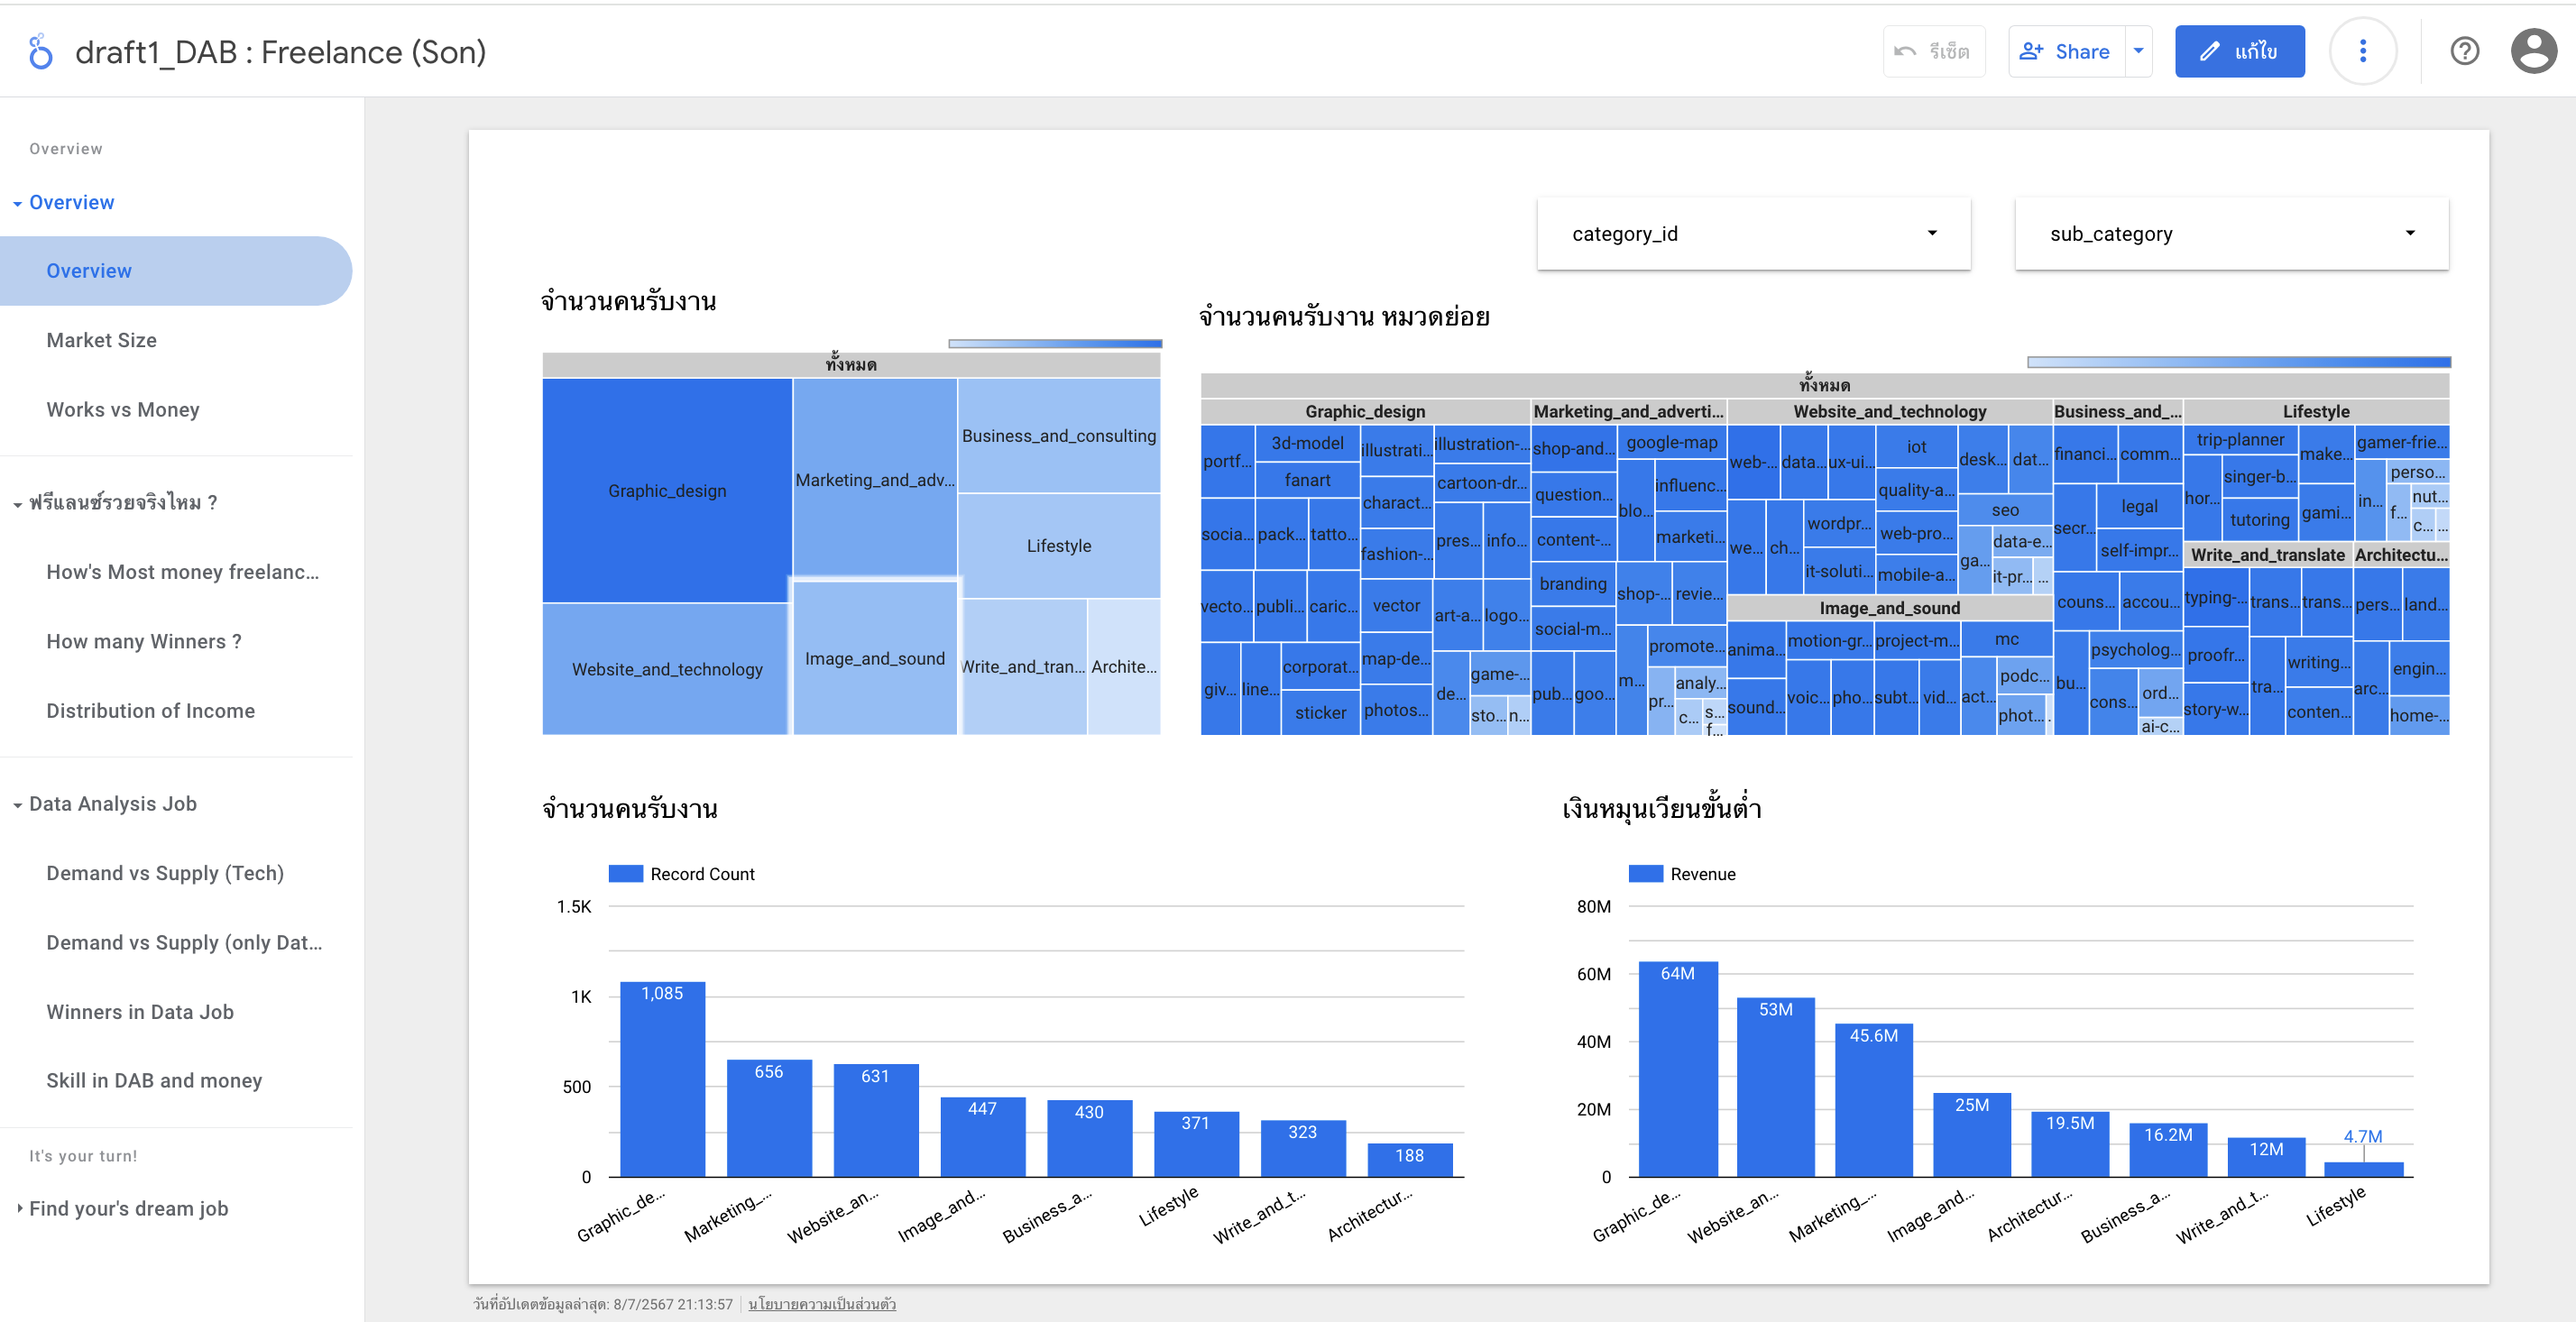 draft1_DAB : Freelance (Son)
รีเซ็ต
Share
แก้ไข
Overview
Overview
Overview
Market Size
Works vs Money
ฟรีแลนซ์รวยจริงไหม ?
How's Most money freelanc...
How many Winners ?
Distribution of Income
Data Analysis Job
Demand vs Supply (Tech)
Demand vs Supply (only Dat...
Winners in Data Job
Skill in DAB and money
It's your turn!
Find your's dream job
category_id
sub_category
จำนวนคนรับงาน
ทั้งหมด
Graphic_design
Marketing_and_adv...
Business_and_consulting
Lifestyle
Website_and_technology
Image_and_sound
Write_and_tran...
Archite...
จำนวนคนรับงาน หมวดย่อย
ทั้งหมด
Graphic_design
Marketing_and_adverti...
Website_and_technology
Business_and_...
Lifestyle
portf...
3d-model
illustrati...
illustration-...
fanart
charact...
cartoon-dr...
socia...
pack...
tatto...
fashion-...
pres...
info...
vecto...
publi...
caric...
vector
art-a...
logo...
giv...
line...
corporat...
map-de...
sticker
photos...
de...
game-...
sto...
n...
shop-and...
google-map
question...
blo...
influenc...
content-...
marketi...
branding
shop-...
revie...
social-m...
promote...
pub...
goo...
m...
pr...
analy...
c...
s...
f...
web-...
data...
ux-ui...
iot
desk...
dat...
quality-a...
we...
ch...
wordpr...
web-pro...
seo
data-e...
it-soluti...
mobile-a...
ga...
it-pr...
...
Image_and_sound
anima...
motion-gr...
project-m...
mc
sound...
voic...
pho...
subt...
vid...
act...
podc...
phot...
financi...
comm...
secr...
legal
self-impr...
couns...
accou...
bu...
psycholog...
cons...
ord...
ai-c...
trip-planner
make...
gamer-frie...
hor...
singer-b...
tutoring
gami...
in...
perso...
f...
nut...
c...
...
Write_and_translate
Architectu...
typing-...
trans...
trans...
proofr...
tra...
writing...
story-w...
conten...
pers...
land...
arc...
engin...
home-...
จำนวนคนรับงาน
Record Count
1.5K
1K
500
0
1,085
656
631
447
430
371
323
188
Graphic_de...
Marketing_...
Website_an...
Image_and...
Business_a...
Lifestyle
Write_and_t...
Architectur...
เงินหมุนเวียนขั้นต่ำ
Revenue
80M
60M
40M
20M
0
64M
53M
45.6M
25M
19.5M
16.2M
12M
4.7M
Graphic_de...
Website_an...
Marketing_...
Image_and...
Architectur...
Business_a...
Write_and_t...
Lifestyle
วันที่อัปเดตข้อมูลล่าสุด: 8/7/2567 21:13:57
นโยบายความเป็นส่วนตัว